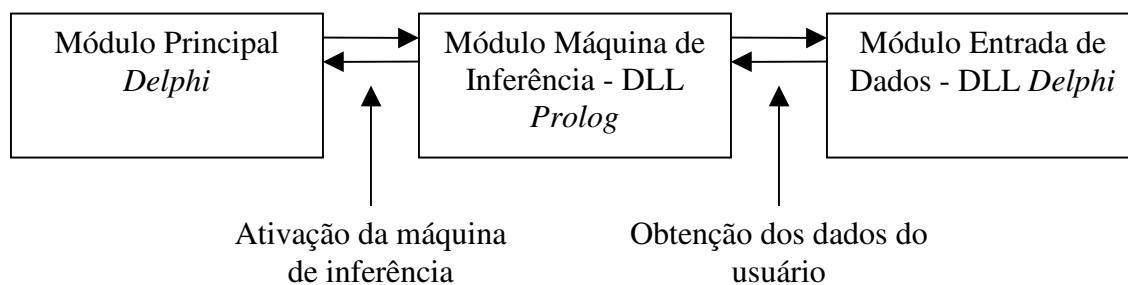 Módulo Principal
Delphi
Módulo Máquina de
Inferência - DLL
Prolog
Módulo Entrada de
Dados - DLL Delphi
Ativação da máquina
de inferência
Obtenção dos dados do
usuário